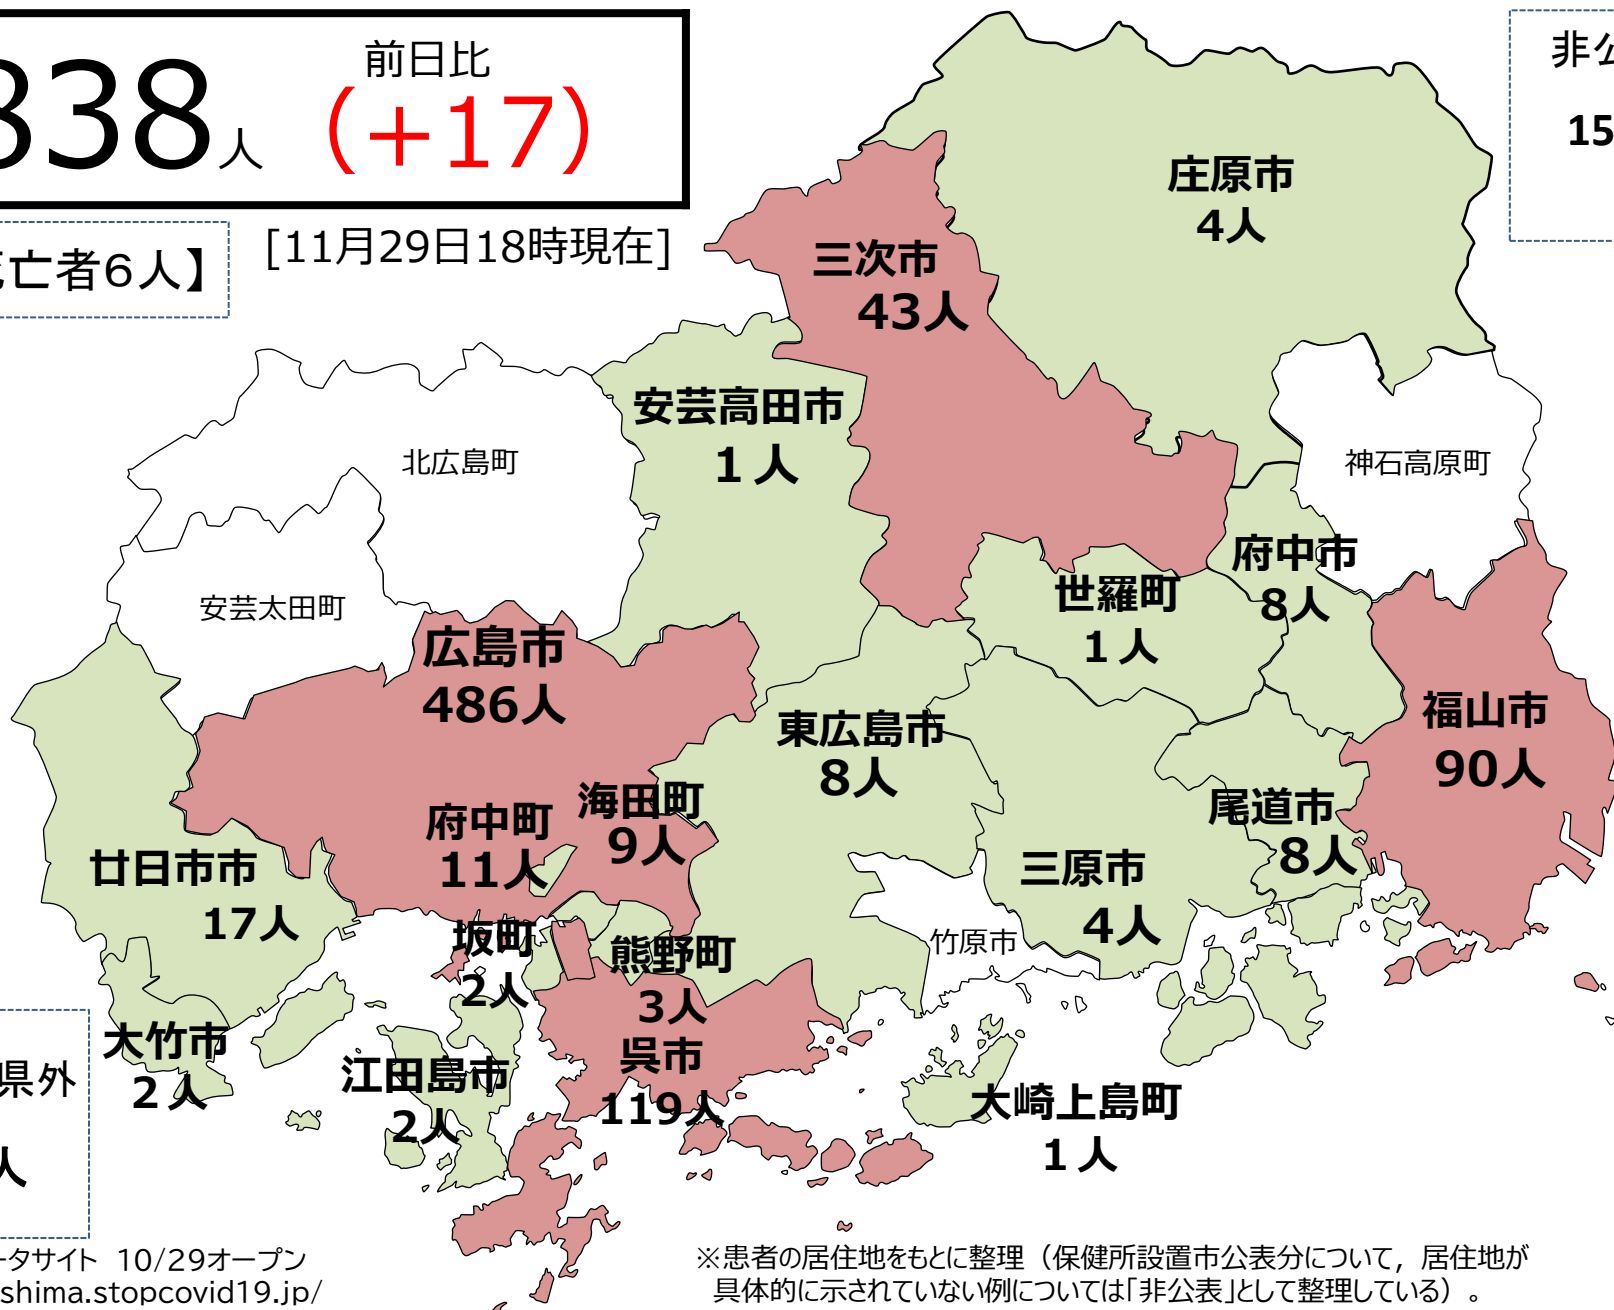 838人
前日比
（+17）
亡者6人】
[11月29日18時現在]
非公
15
庄原市
4人
三次市
43人
安芸高田市
1人
北広島町
神石高原町
安芸太田町
府中市
8人
世羅町
1人
広島市
486人
東広島市
8人
福山市
90人
海田町
9人
府中町
11人
尾道市
8人
廿日市市
17人
三原市
4人
竹原市
坂町
2人
熊野町
3人
大竹市
2人
江田島市
2人
呉市
119人
大崎上島町
1人
県外
人
ータサイト 10/29オープン
shima.stopcovid19.jp/
※患者の居住地をもとに整理（保健所設置市公表分について，居住地が
具体的に示されていない例については「非公表」として整理している）。